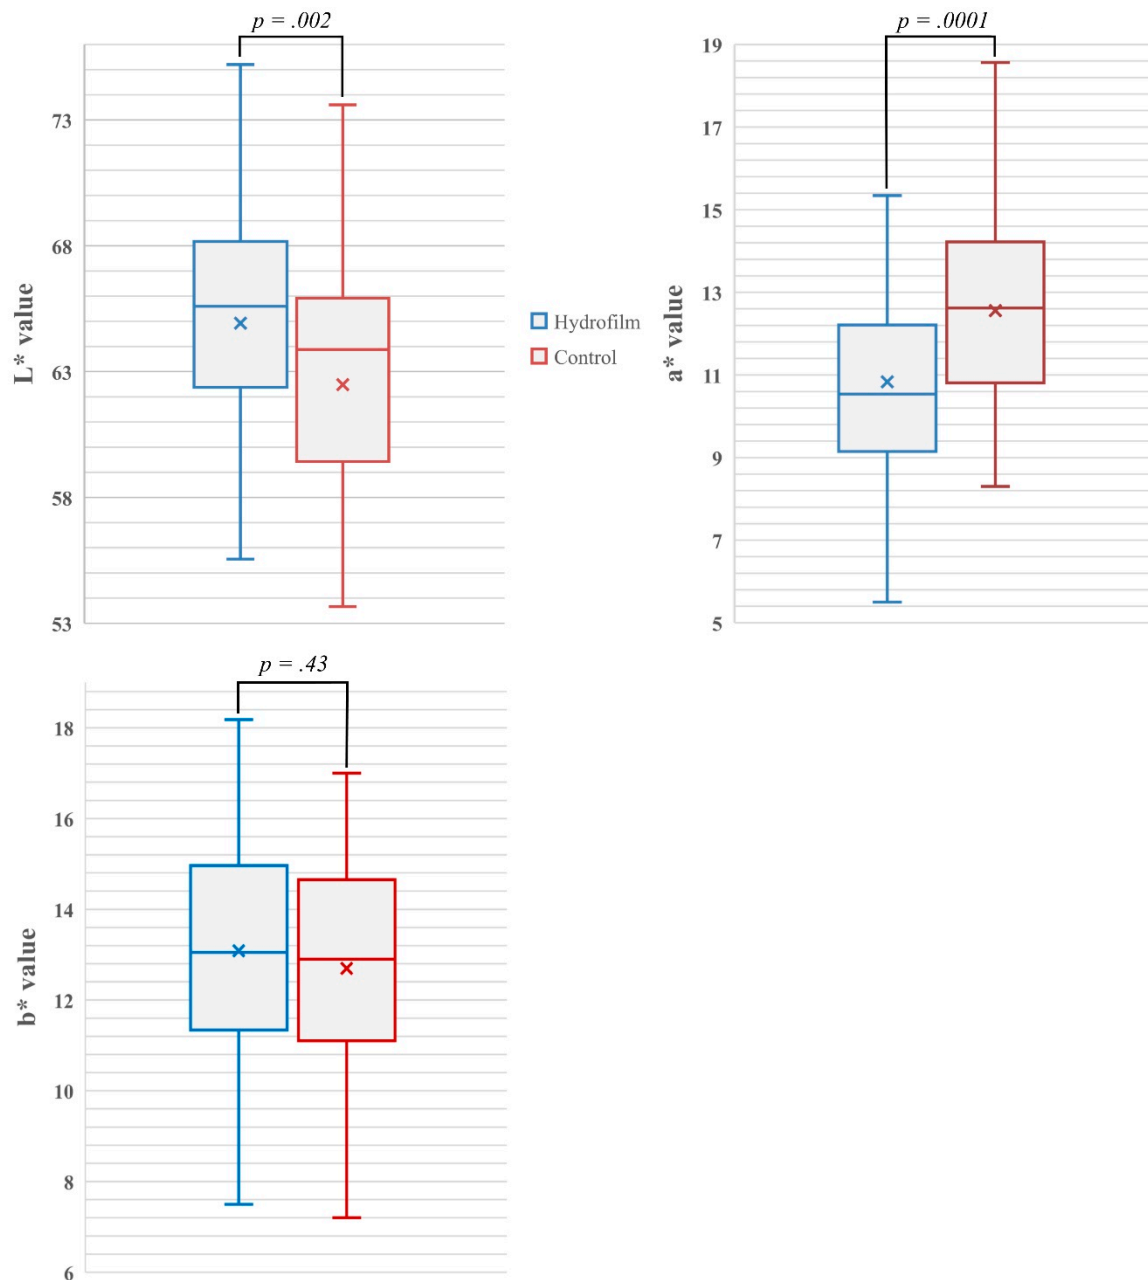 p = .002
73
68
63
58
53
L* value
Hydrofilm
Control
p = .0001
19
17
15
13
11
9
7
5
a* value
p = .43
18
16
14
12
10
8
6
b* value